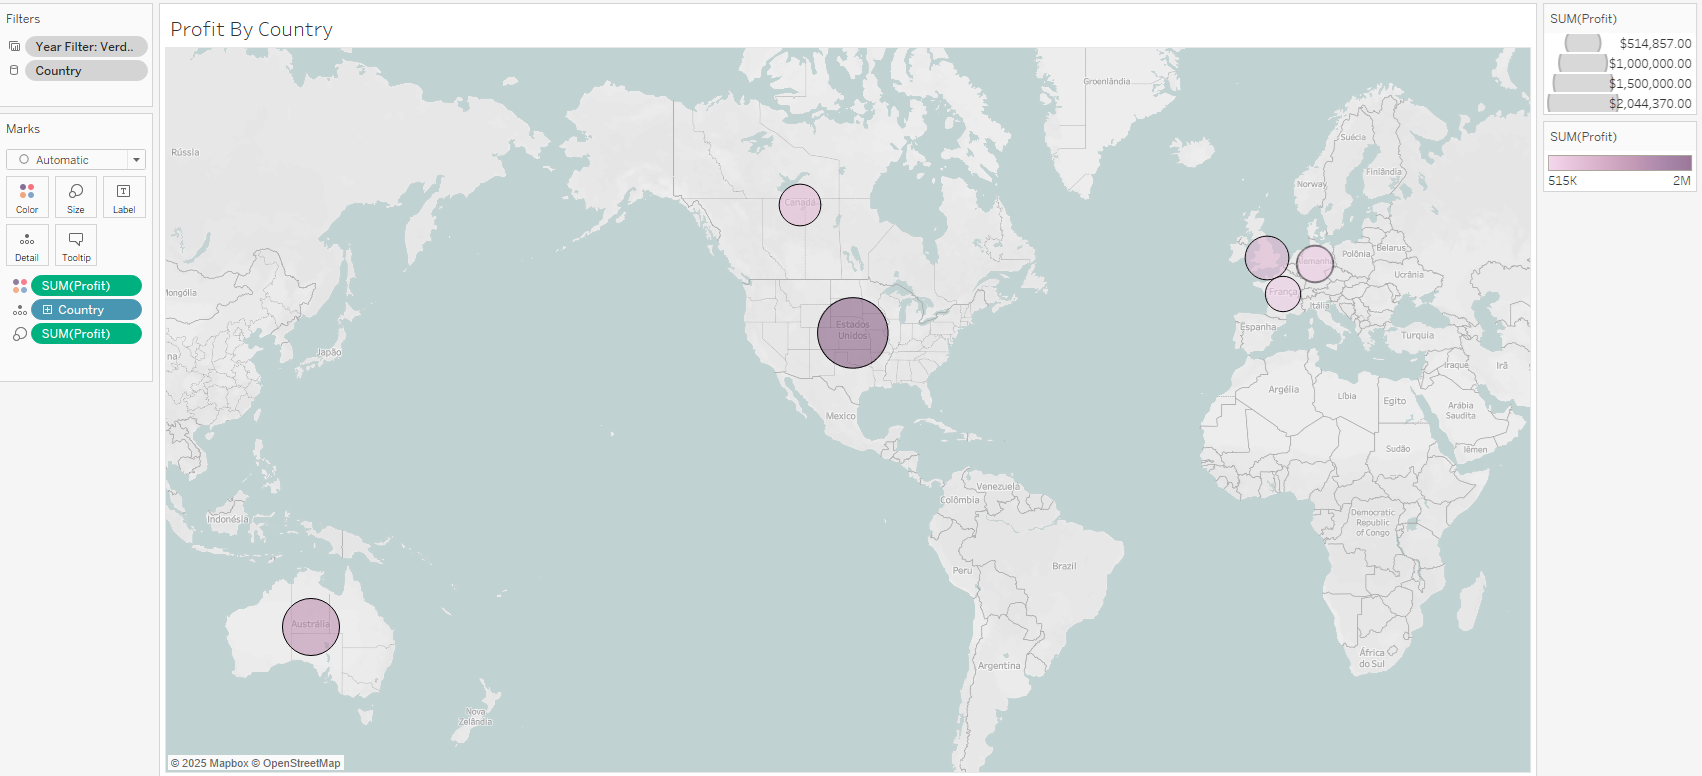 Filters
Year Filter: Verd..
Country
Marks
Automatic
Color
Size
Label
Detail
Tooltip
SUM(Profit)
Country
SUM(Profit)
Profit By Country
Groenlândia
Rússia
Suécia
Finlândia
Norway
Canadá
Belarus
Polônia
Alemanha
Ucrânia
França
Itália
Mongólia
Estados
Unidos
Espanha
Turquia
Japão
na
Iraque
Irã
Argélia
Líbia
Egito
Arábia
Saudita
Mexico
Sudão
Iêmen
Venezuela
Colômbia
Indonésia
Democratic
Republic
of Congo
Peru
Brazil
Austrália
África
do Sul
Argentina
Nova
Zelândia
© 2025 Mapbox © OpenStreetMap
SUM(Profit)
$514,857.00
$1,000,000.00
$1,500,000.00
$2,044,370.00
SUM(Profit)
515K
2M